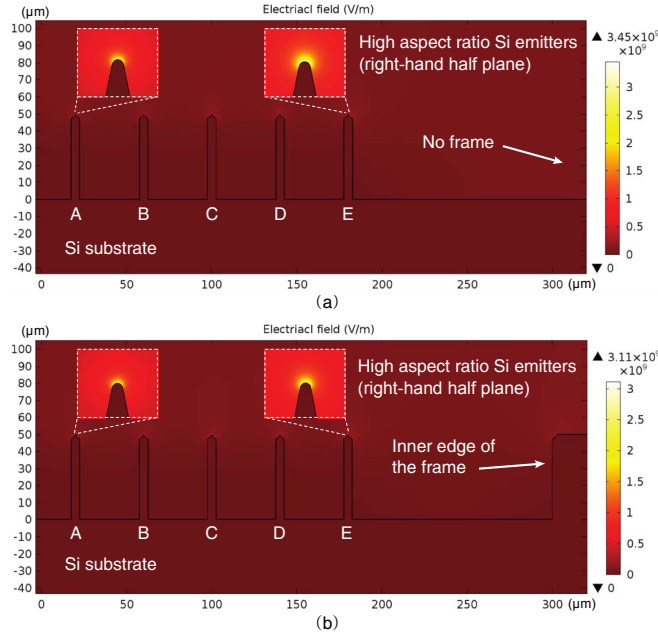 (µm)
Electriacl field (V/m)
100
90
80
70
60
50
40
30
20
10
0
-10
-20
-30
-40
High aspect ratio Si emitters
(right-hand half plane)
No frame
A B C D E
Si substrate
0 50 100 150 200 250 300 (µm)
▲ 3.45×10⁹
×10⁹
3
2.5
2
1.5
1
0.5
0
▼ 0
(a)
(µm)
Electriacl field (V/m)
100
90
80
70
60
50
40
30
20
10
0
-10
-20
-30
-40
High aspect ratio Si emitters
(right-hand half plane)
Inner edge of
the frame
A B C D E
Si substrate
0 50 100 150 200 250 300 (µm)
▲ 3.11×10⁹
×10⁹
3
2.5
2
1.5
1
0.5
0
▼ 0
(b)